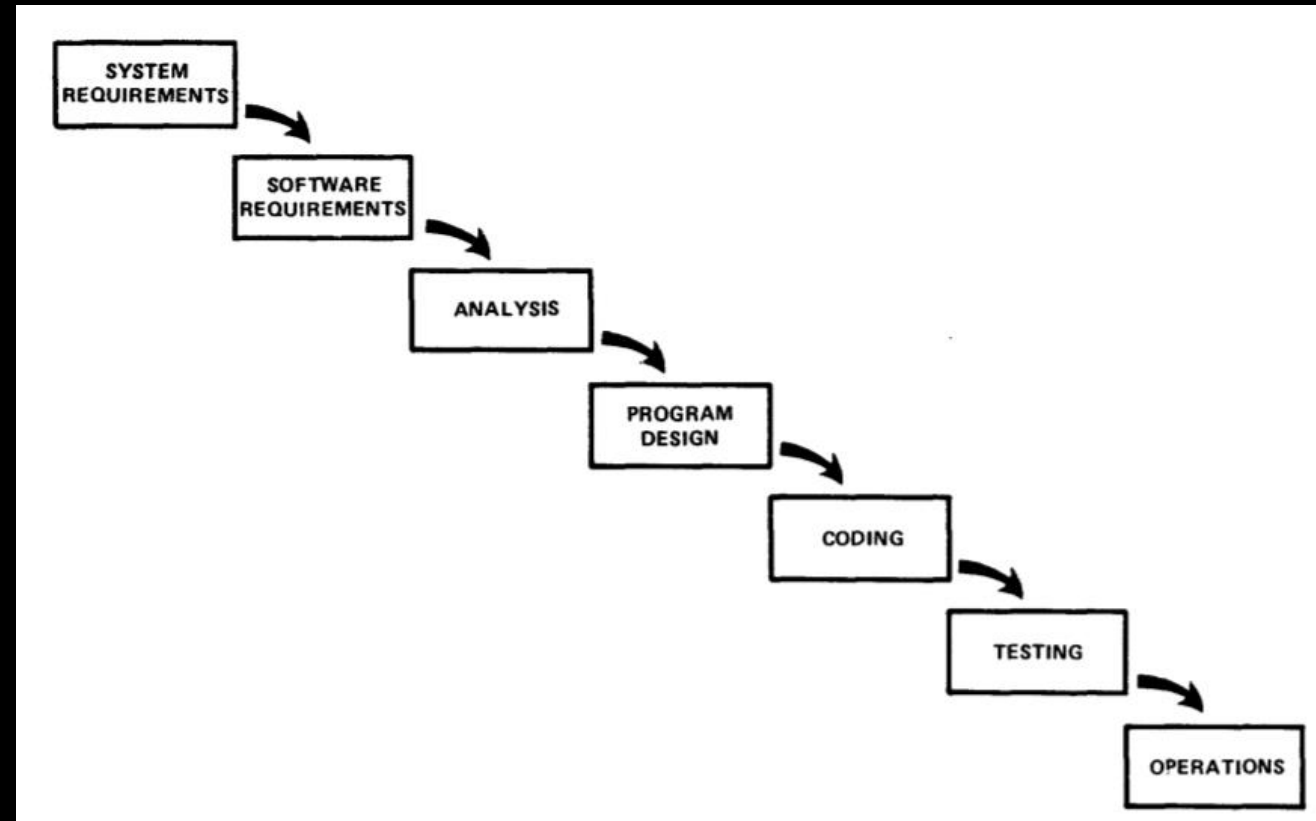 SYSTEM
REQUIREMENTS
SOFTWARE
REQUIREMENTS
ANALYSIS
PROGRAM
DESIGN
CODING
TESTING
OPERATIONS